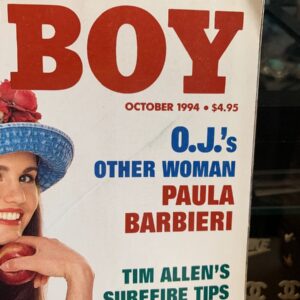 BOY
OCTOBER 1994 • $4.95
O.J.'s
OTHER WOMAN
PAULA
BARBIERI
TIM ALLEN'S
SUREFIRE TIPS